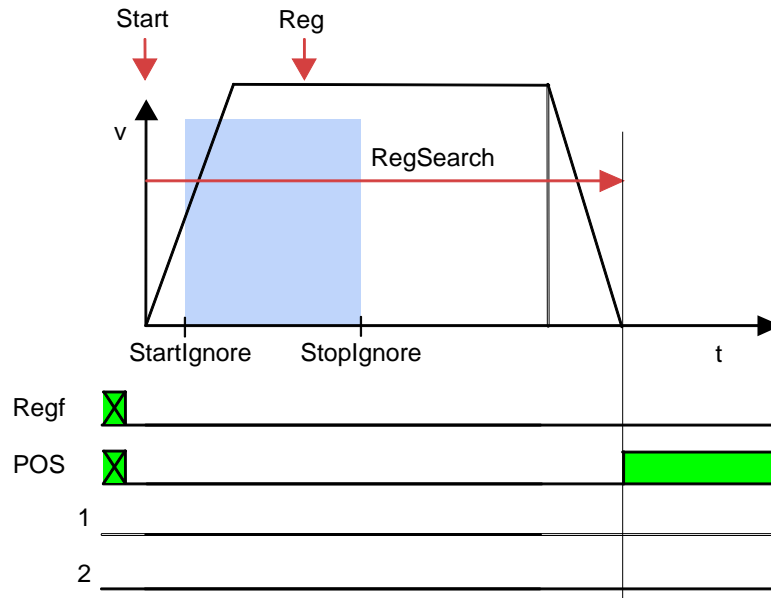 Start Reg
v
RegSearch
StartIgnore StopIgnore t
Regf
POS
1
2